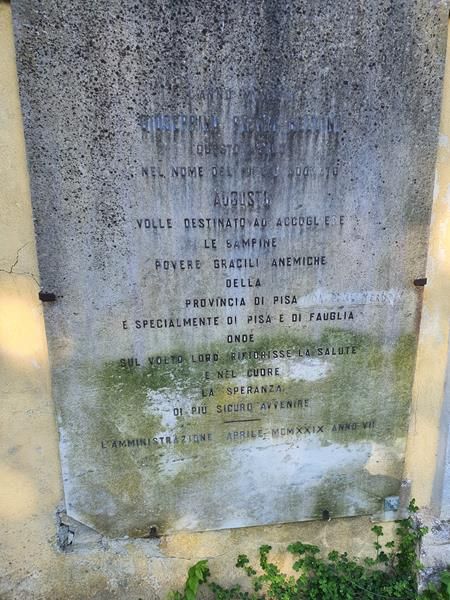 QUESTO
NEL NOME DEL
AUGUSTA
VOLLE DESTINATO AD ACCOGLIERE
LE BAMBINE
POVERE GRACILI ANEMICHE
DELLA
PROVINCIA DI PISA
E SPECIALMENTE DI PISA E DI FAUGLIA
ONDE
SUL VOLTO LORO RIFIORISSE LA SALUTE
E NEL CUORE
LA SPERANZA
DI PIÙ SICURO AVVENIRE
L'AMMINISTRAZIONE APRILE MCMXXIX ANNO VII